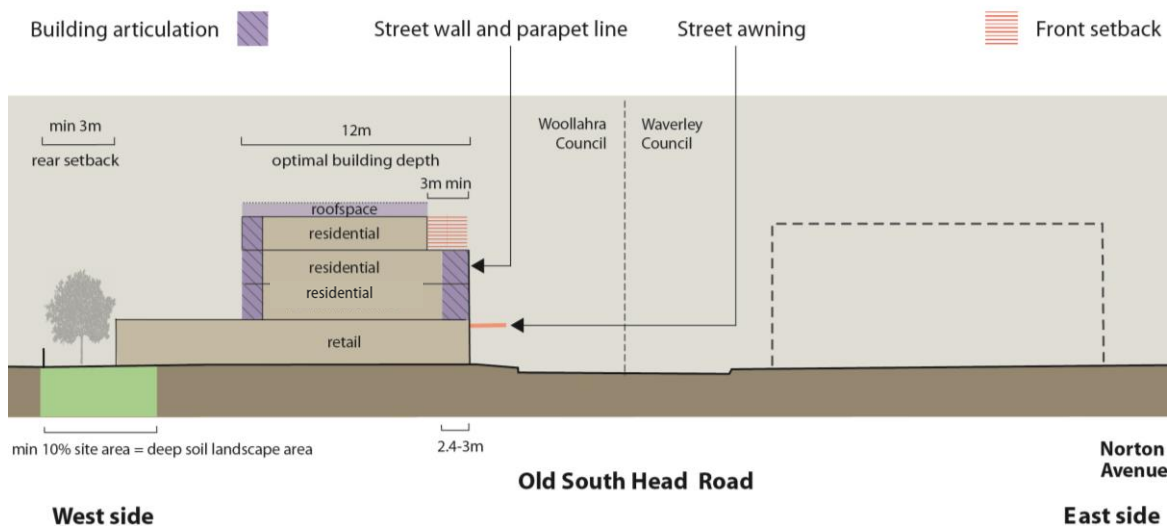 Building articulation
Street wall and parapet line
Street awning
Front setback
min 3m
rear setback
12m
optimal building depth
3m min
Woollahra
Council
Waverley
Council
roofspace
residential
residential
residential
retail
min 10% site area = deep soil landscape area
2.4-3m
Old South Head Road
Norton
Avenue
West side
East side